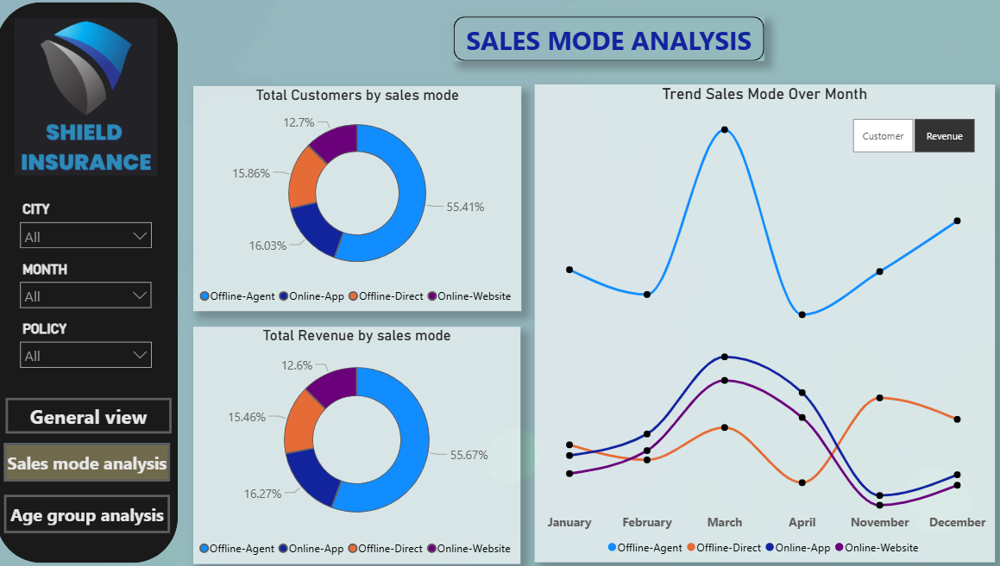 SHIELD
INSURANCE
CITY
All
MONTH
All
POLICY
All
General view
Sales mode analysis
Age group analysis
SALES MODE ANALYSIS
Total Customers by sales mode
12.7%
15.86%
55.41%
16.03%
Offline-Agent Online-App Offline-Direct Online-Website
Total Revenue by sales mode
12.6%
15.46%
55.67%
16.27%
Offline-Agent Online-App Offline-Direct Online-Website
Trend Sales Mode Over Month
Customer Revenue
January February March April November December
Offline-Agent Offline-Direct Online-App Online-Website